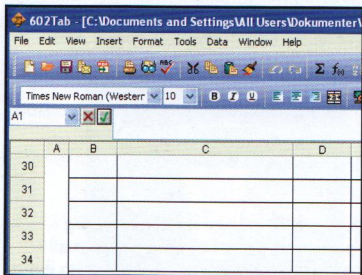 602Tab - [C:\Documents and Settings\All Users\Dokumenter\
File Edit View Insert Format Tools Data Window Help
ABC Σ f(x)
Times New Roman (Westerr 10 B I U
A1
A B C D
30
31
32
33
34